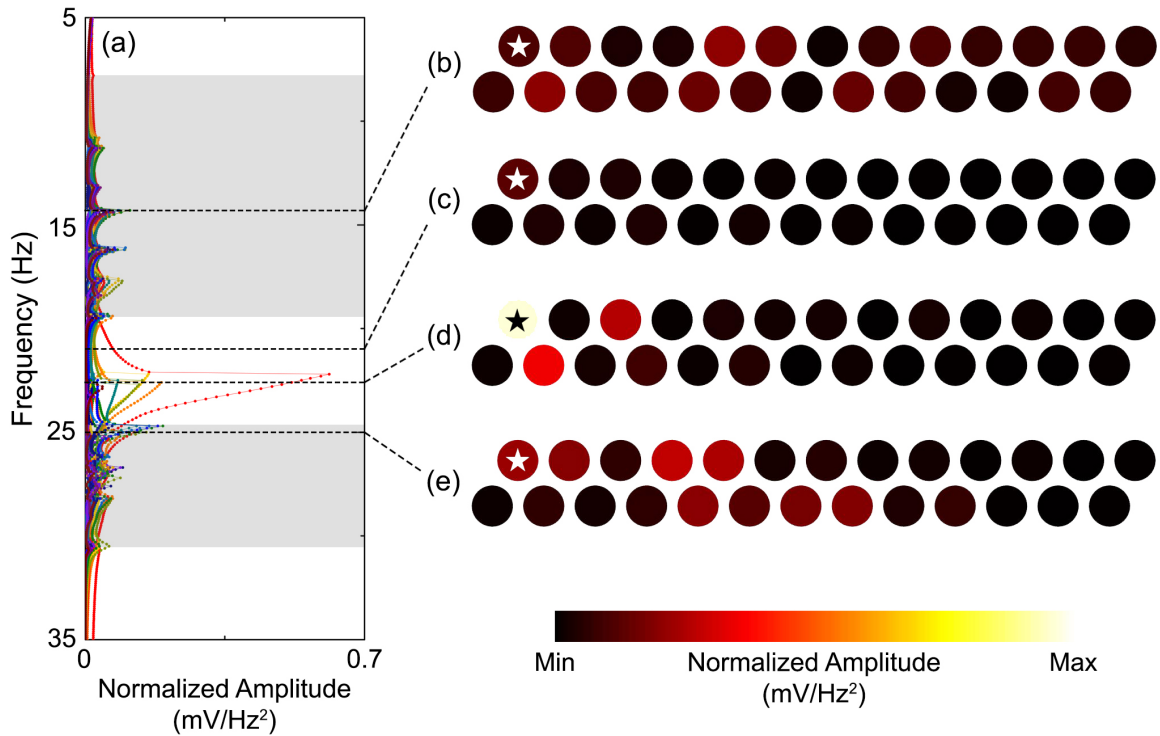 5
(a)
15
25
35
Frequency (Hz)
0
0.7
Normalized Amplitude
(mV/Hz²)
(b)
(c)
(d)
(e)
Min
Normalized Amplitude
Max
(mV/Hz²)